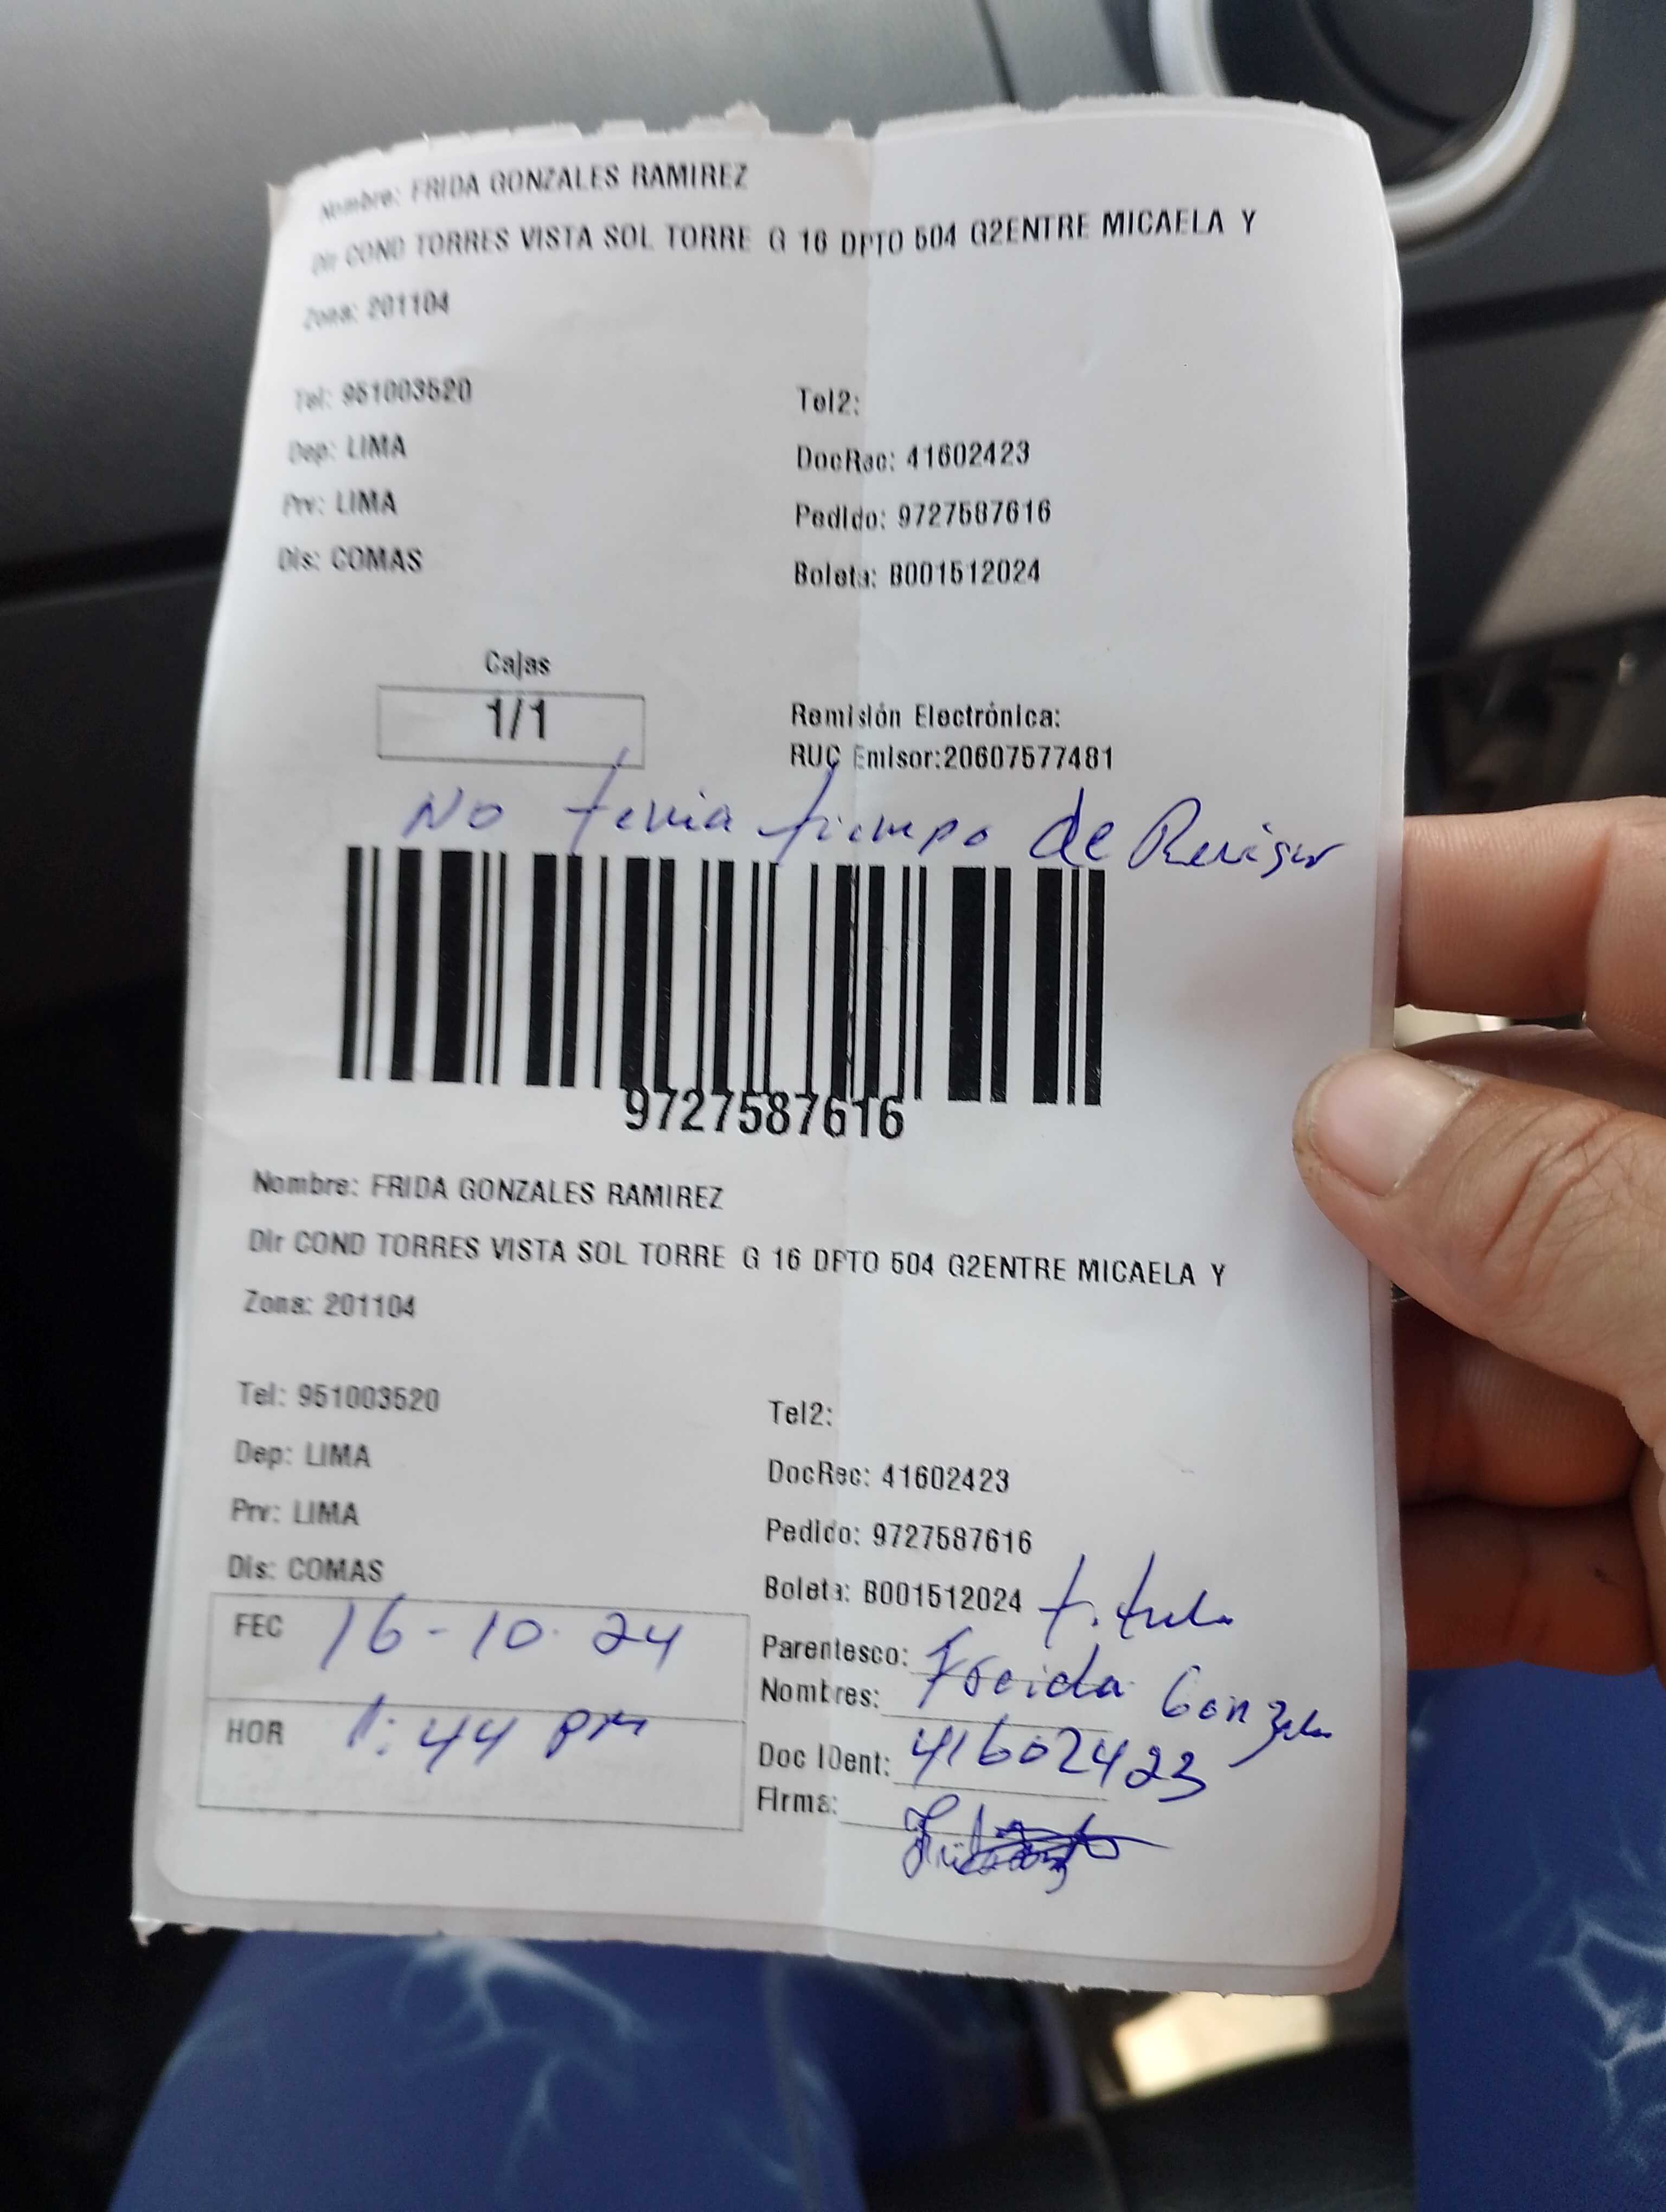 Nombre: FRIDA GONZALES RAMIREZ
Dir COND TORRES VISTA SOL TORRE G 16 DPTO 504 G2ENTRE MICAELA Y
Zona: 201104
Tel: 951003520 Tel2:
Dep: LIMA DocRec: 41602423
Prv: LIMA Pedido: 9727587616
Dis: COMAS Boleta: B001512024
Cajas
1/1
Remisión Electrónica:
RUC Emisor:20607577481
No tenia tiempo de Revisar
9727587616
Nombre: FRIDA GONZALES RAMIREZ
Dir COND TORRES VISTA SOL TORRE G 16 DPTO 504 G2ENTRE MICAELA Y
Zona: 201104
Tel: 951003520 Tel2:
Dep: LIMA DocRec: 41602423
Prv: LIMA Pedido: 9727587616
Dis: COMAS Boleta: B001512024
FEC 16-10-24
Parentesco:
Nombres: Freida Gonzales
HOR 1:44 PM
Doc IDent: 41602423
Firma: